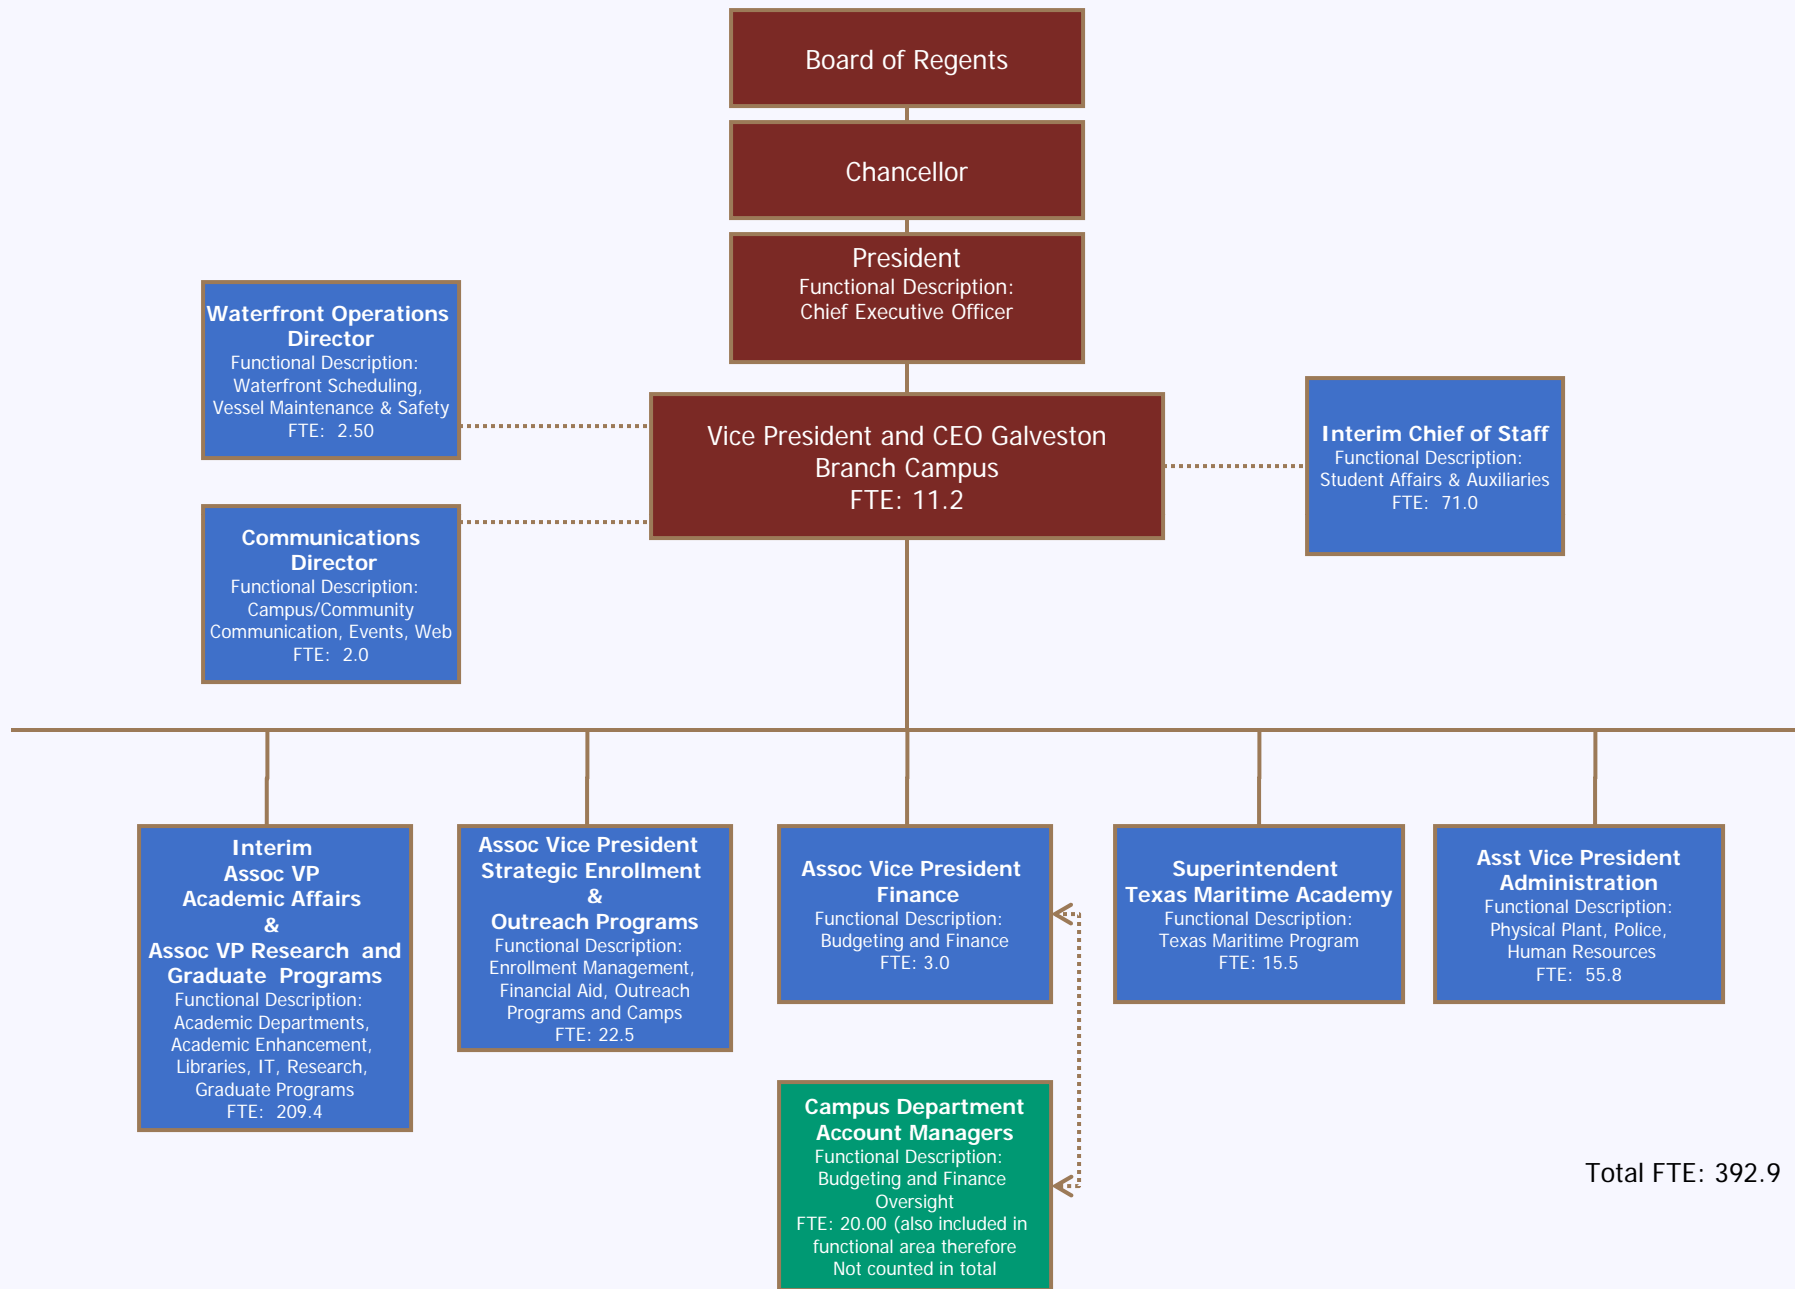 Board of Regents
Chancellor
President
Functional Description:
Chief Executive Officer
Waterfront Operations
Director
Functional Description:
Waterfront Scheduling,
Vessel Maintenance & Safety
FTE: 2.50
Vice President and CEO Galveston
Branch Campus
FTE: 11.2
Interim Chief of Staff
Functional Description:
Student Affairs & Auxiliaries
FTE: 71.0
Communications
Director
Functional Description:
Campus/Community
Communication, Events, Web
FTE: 2.0
Interim
Assoc VP
Academic Affairs
&
Assoc VP Research and
Graduate Programs
Functional Description:
Academic Departments,
Academic Enhancement,
Libraries, IT, Research,
Graduate Programs
FTE: 209.4
Assoc Vice President
Strategic Enrollment
&
Outreach Programs
Functional Description:
Enrollment Management,
Financial Aid, Outreach
Programs and Camps
FTE: 22.5
Assoc Vice President
Finance
Functional Description:
Budgeting and Finance
FTE: 3.0
Superintendent
Texas Maritime Academy
Functional Description:
Texas Maritime Program
FTE: 15.5
Asst Vice President
Administration
Functional Description:
Physical Plant, Police,
Human Resources
FTE: 55.8
Campus Department
Account Managers
Functional Description:
Budgeting and Finance
Oversight
FTE: 20.00 (also included in
functional area therefore
Not counted in total
Total FTE: 392.9